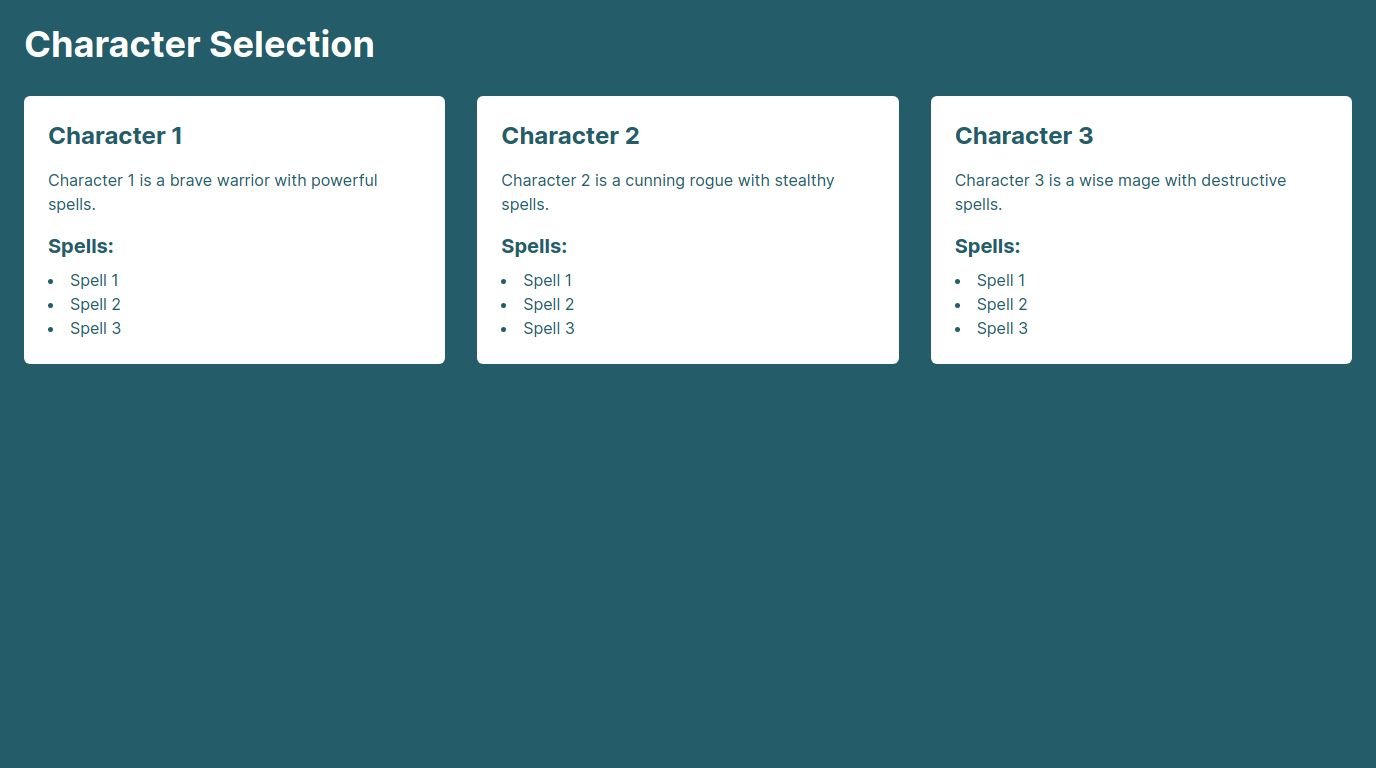 Character Selection
Character 1
Character 1 is a brave warrior with powerful
spells.
Spells:
• Spell 1
• Spell 2
• Spell 3
Character 2
Character 2 is a cunning rogue with stealthy
spells.
Spells:
• Spell 1
• Spell 2
• Spell 3
Character 3
Character 3 is a wise mage with destructive
spells.
Spells:
• Spell 1
• Spell 2
• Spell 3